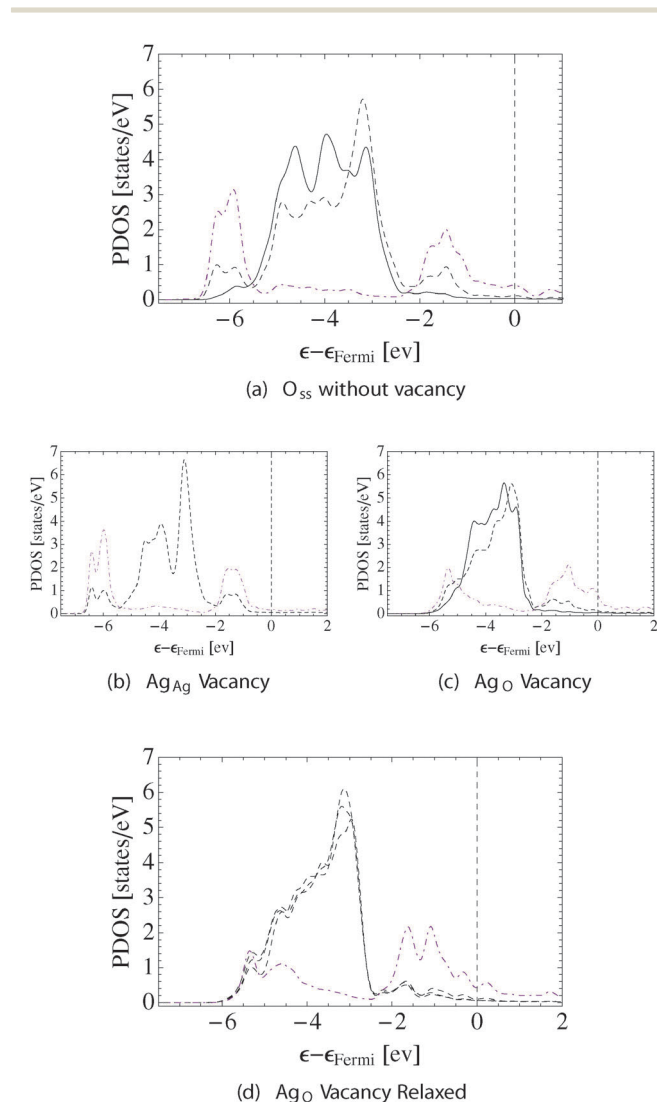 7
6
5
4
3
2
1
0
PDOS [states/eV]
−6 −4 −2 0
ϵ−ϵFermi [ev]
(a) Oss without vacancy
7
6
5
4
3
2
1
0
PDOS [states/eV]
−6 −4 −2 0 2
ϵ−ϵFermi [eV]
(b) AgAg Vacancy
7
6
5
4
3
2
1
0
PDOS [states/eV]
−6 −4 −2 0 2
ϵ−ϵFermi [eV]
(c) AgO Vacancy
7
6
5
4
3
2
1
0
PDOS [states/eV]
−6 −4 −2 0 2
ϵ−ϵFermi [ev]
(d) AgO Vacancy Relaxed